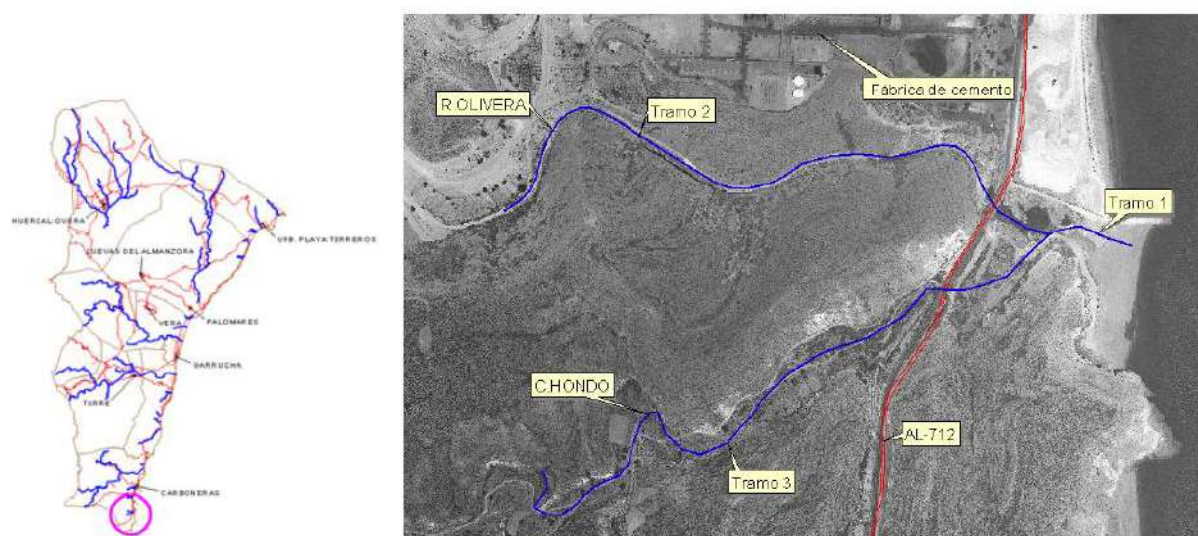 HUERCAL OVERA
URB. PLAYA TERREROS
CUEVAS DEL ALMANZORA
VERA
PALOMARES
GARRUCHA
TURRE
CARBONERAS
Fábrica de cemento
R.OLIVERA
Tramo 2
Tramo 1
C.HONDO
AL-712
Tramo 3